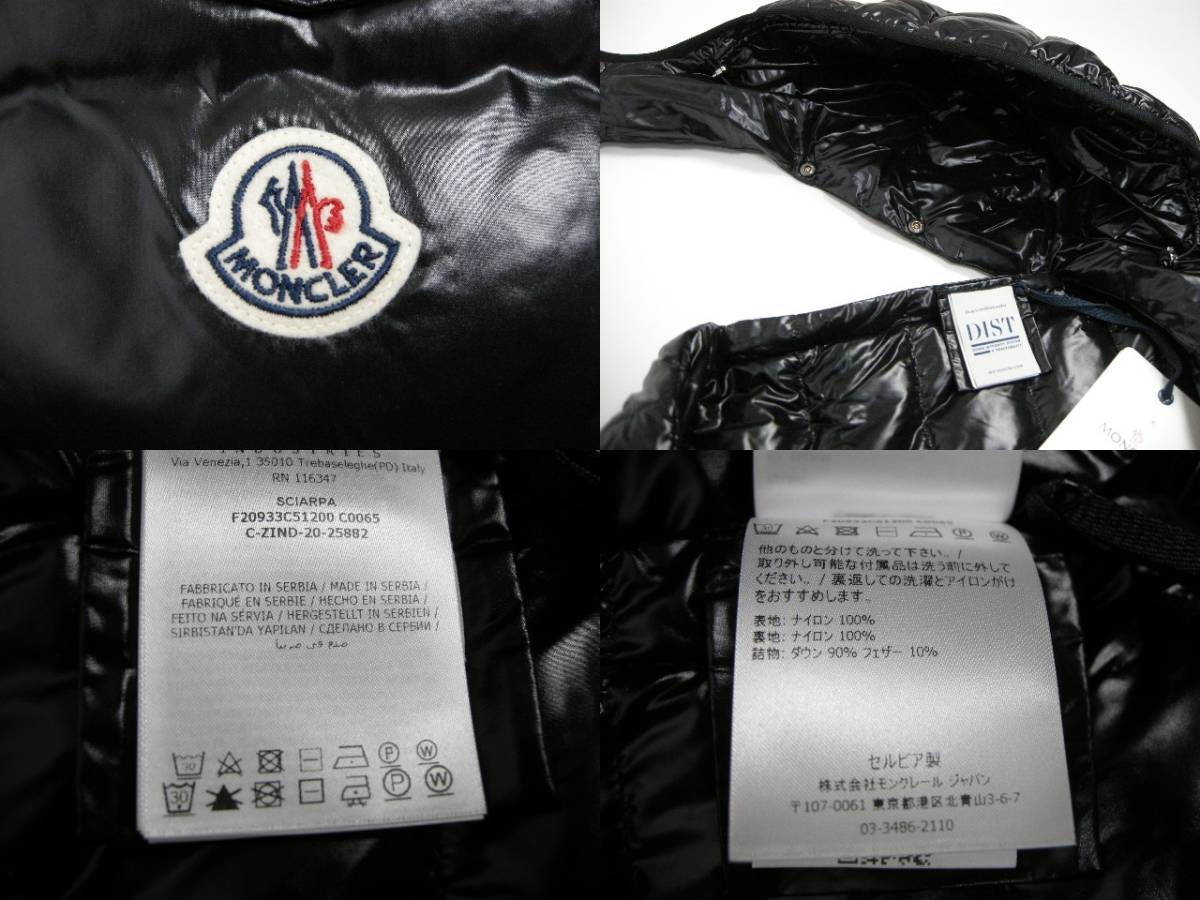 MONCLER
DIST
MON
INDUSTRIES
Via Venezia,1 35010 Trebaseleghe(PD) Italy
RN 116347
SCIARPA
F20933C51200 C0065
C-ZIND-20-25882
FABBRICATO IN SERBIA / MADE IN SERBIA /
FABRIQUÉ EN SERBIE / HECHO EN SERBIA /
FEITO NA SÉRVIA / HERGESTELLT IN SERBIEN /
SIRBISTAN'DA YAPILAN / СДЕЛАНО В СЕРБИИ /
صنع في صربيا
30 P W
30 P W
F20933C51200 C0065
30 P W
他のものと分けて洗って下さい。/
取り外し可能な付属品は洗う前に外して
ください。/ 裏返しての洗濯とアイロンがけ
をおすすめします。
表地: ナイロン 100%
裏地: ナイロン 100%
詰物: ダウン 90% フェザー 10%
セルビア製
株式会社モンクレール ジャパン
〒107-0061 東京都港区北青山3-6-7
03-3486-2110